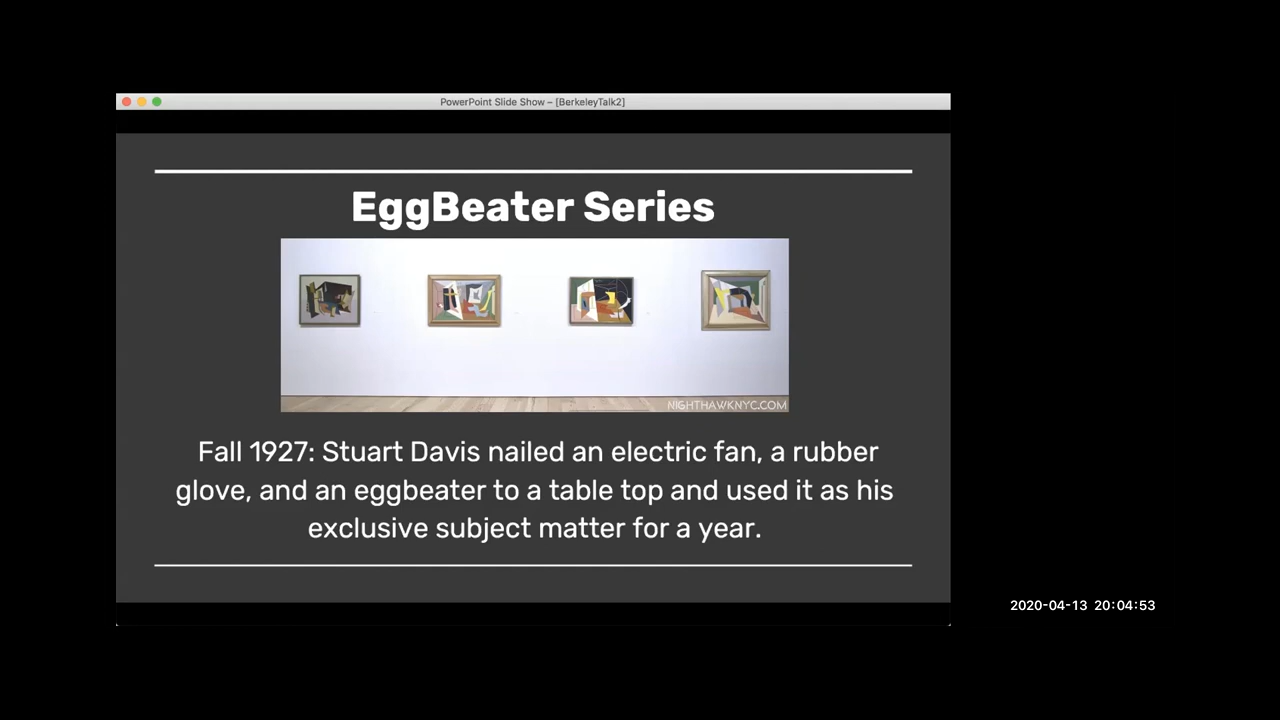 PowerPoint Slide Show – [BerkeleyTalk2]
EggBeater Series
NIGHTHAWKNYC.COM
Fall 1927: Stuart Davis nailed an electric fan, a rubber
glove, and an eggbeater to a table top and used it as his
exclusive subject matter for a year.
2020-04-13 20:04:53